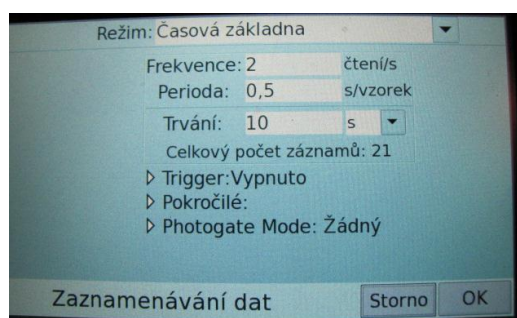 Režim: Časová základna
Frekvence: 2 čtení/s
Perioda: 0,5 s/vzorek
Trvání: 10 s
Celkový počet záznamů: 21
Trigger:Vypnuto
Pokročilé:
Photogate Mode: Žádný
Zaznamenávání dat Storno OK